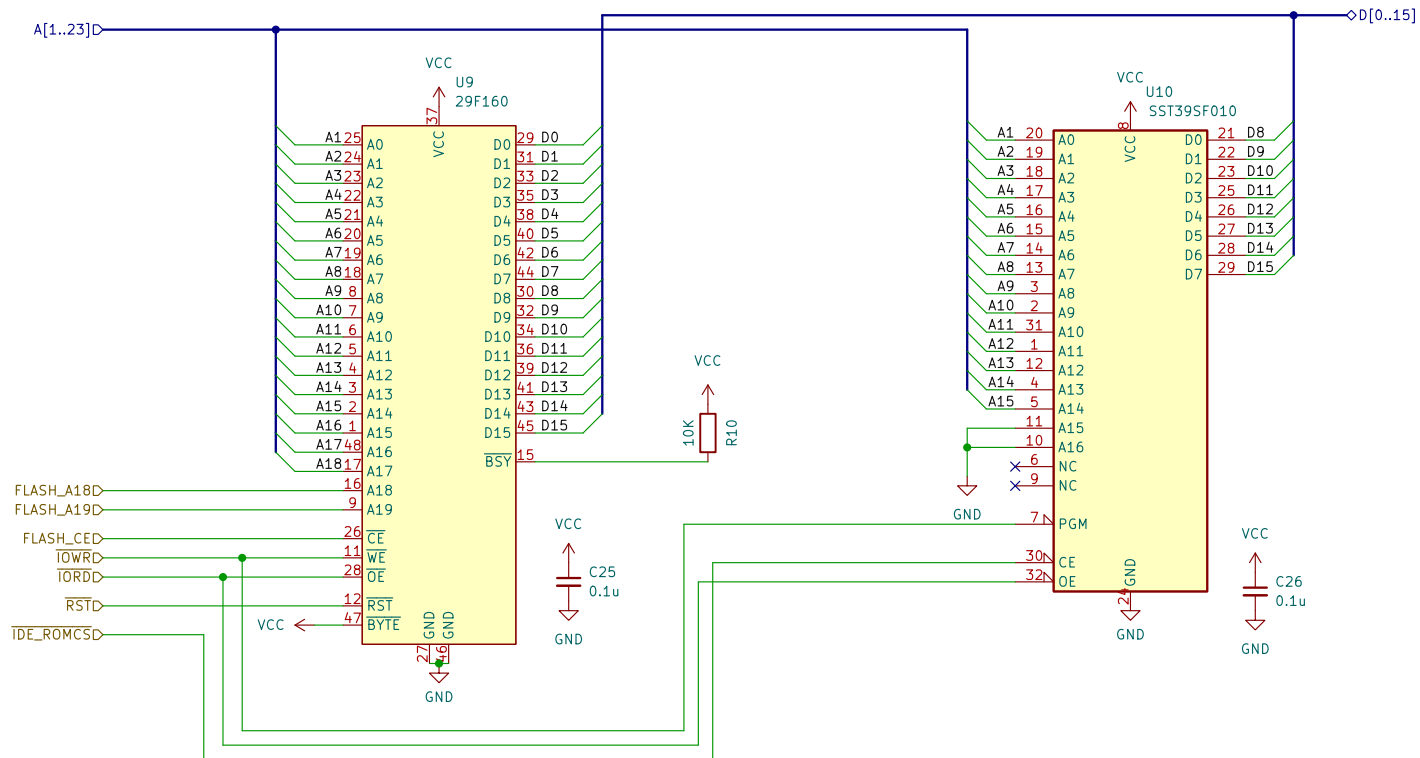 A[1..23]
D[0..15]
VCC
U9
29F160
37
VCC
A1 25 A0
A2 24 A1
A3 23 A2
A4 22 A3
A5 21 A4
A6 20 A5
A7 19 A6
A8 18 A7
A9 8 A8
A10 7 A9
A11 6 A10
A12 5 A11
A13 4 A12
A14 3 A13
A15 2 A14
A16 1 A15
A17 48 A16
A18 17 A17
FLASH_A18 16 A18
FLASH_A19 9 A19
FLASH_CE 26 CE
IOWR 11 WE
IORD 28 OE
RST 12 RST
VCC 47 BYTE
IDE_ROMCS
D0 29 D0
D1 31 D1
D2 33 D2
D3 35 D3
D4 38 D4
D5 40 D5
D6 42 D6
D7 44 D7
D8 30 D8
D9 32 D9
D10 34 D10
D11 36 D11
D12 39 D12
D13 41 D13
D14 43 D14
D15 45 D15
BSY 15
GND GND
27 46
GND
VCC
10K
R10
VCC
C25
0.1u
GND
VCC
U10
SST39SF010
8
VCC
A1 20 A0
A2 19 A1
A3 18 A2
A4 17 A3
A5 16 A4
A6 15 A5
A7 14 A6
A8 13 A7
A9 3 A8
A10 2 A9
A11 31 A10
A12 1 A11
A13 12 A12
A14 4 A13
A15 5 A14
11 A15
10 A16
6 NC
9 NC
GND
7 PGM
30 CE
32 OE
D0 21 D8
D1 22 D9
D2 23 D10
D3 25 D11
D4 26 D12
D5 27 D13
D6 28 D14
D7 29 D15
GND
24
GND
VCC
C26
0.1u
GND